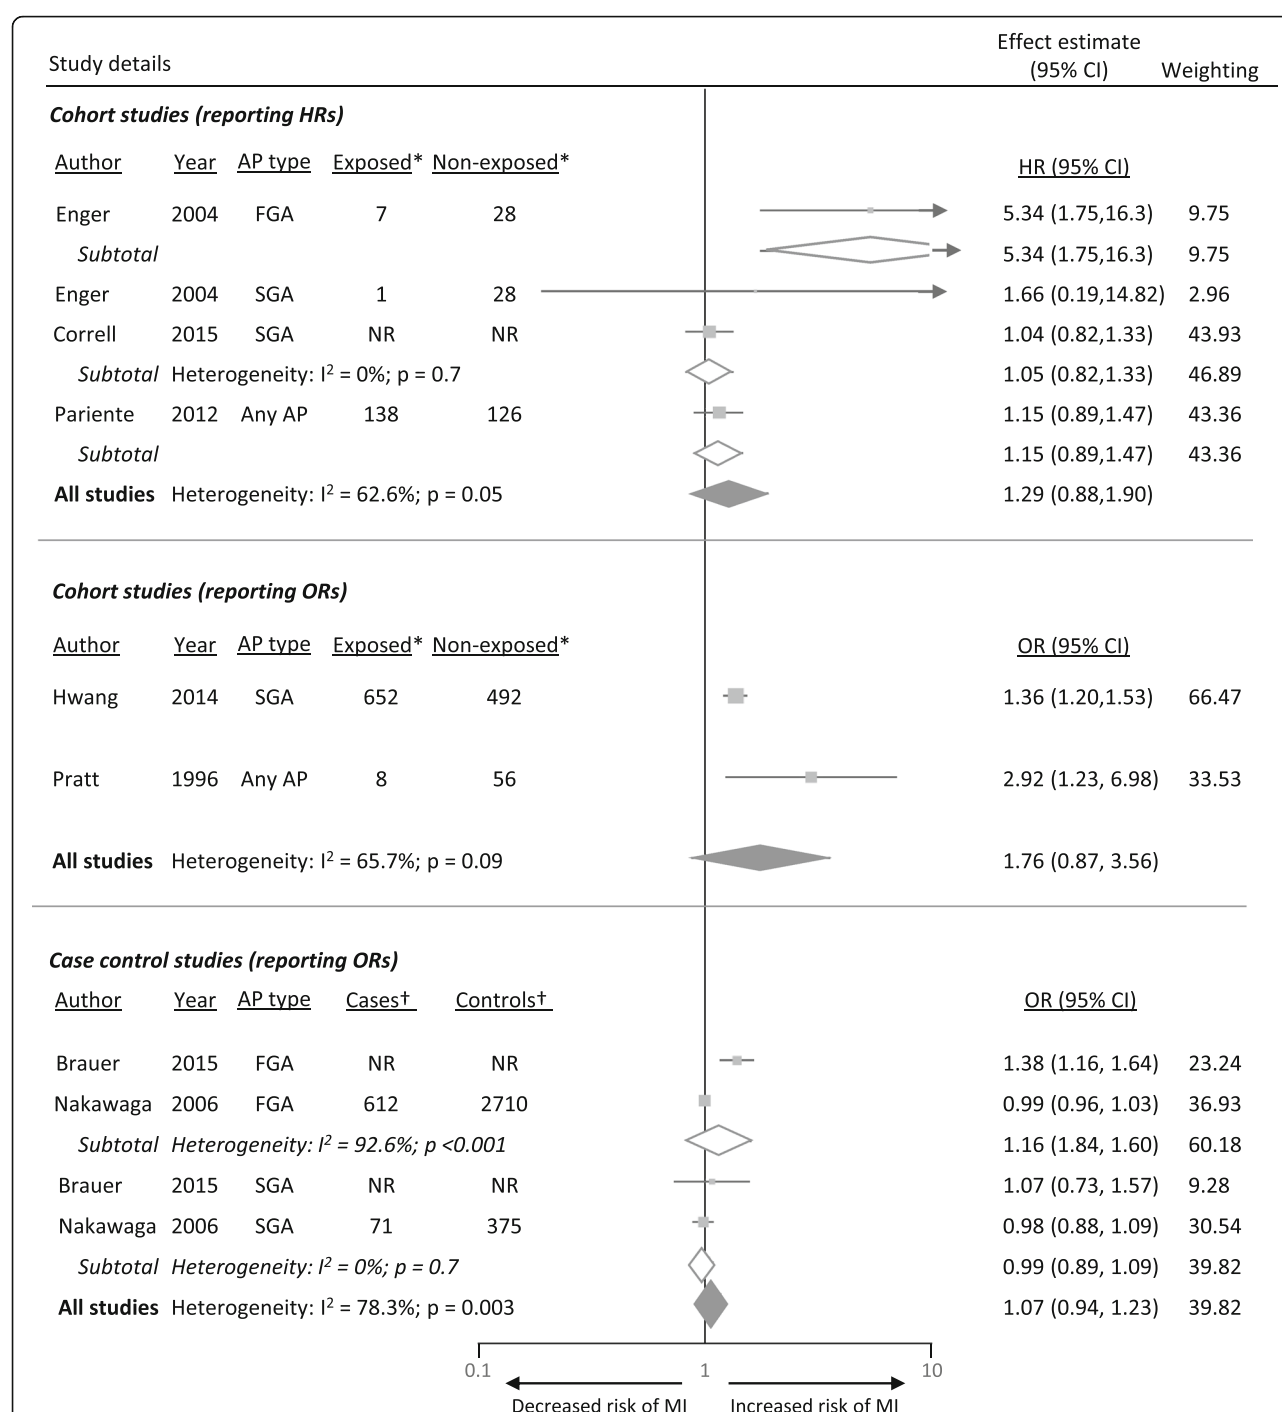 Effect estimate
Study details (95% CI) Weighting
Cohort studies (reporting HRs)
Author Year AP type Exposed* Non-exposed* HR (95% CI)
Enger 2004 FGA 7 28 5.34 (1.75,16.3) 9.75
Subtotal 5.34 (1.75,16.3) 9.75
Enger 2004 SGA 1 28 1.66 (0.19,14.82) 2.96
Correll 2015 SGA NR NR 1.04 (0.82,1.33) 43.93
Subtotal Heterogeneity: I² = 0%; p = 0.7 1.05 (0.82,1.33) 46.89
Pariente 2012 Any AP 138 126 1.15 (0.89,1.47) 43.36
Subtotal 1.15 (0.89,1.47) 43.36
All studies Heterogeneity: I² = 62.6%; p = 0.05 1.29 (0.88,1.90)
Cohort studies (reporting ORs)
Author Year AP type Exposed* Non-exposed* OR (95% CI)
Hwang 2014 SGA 652 492 1.36 (1.20,1.53) 66.47
Pratt 1996 Any AP 8 56 2.92 (1.23, 6.98) 33.53
All studies Heterogeneity: I² = 65.7%; p = 0.09 1.76 (0.87, 3.56)
Case control studies (reporting ORs)
Author Year AP type Cases† Controls† OR (95% CI)
Brauer 2015 FGA NR NR 1.38 (1.16, 1.64) 23.24
Nakawaga 2006 FGA 612 2710 0.99 (0.96, 1.03) 36.93
Subtotal Heterogeneity: I² = 92.6%; p <0.001 1.16 (1.84, 1.60) 60.18
Brauer 2015 SGA NR NR 1.07 (0.73, 1.57) 9.28
Nakawaga 2006 SGA 71 375 0.98 (0.88, 1.09) 30.54
Subtotal Heterogeneity: I² = 0%; p = 0.7 0.99 (0.89, 1.09) 39.82
All studies Heterogeneity: I² = 78.3%; p = 0.003 1.07 (0.94, 1.23) 39.82
0.1 1 10
Decreased risk of MI Increased risk of MI